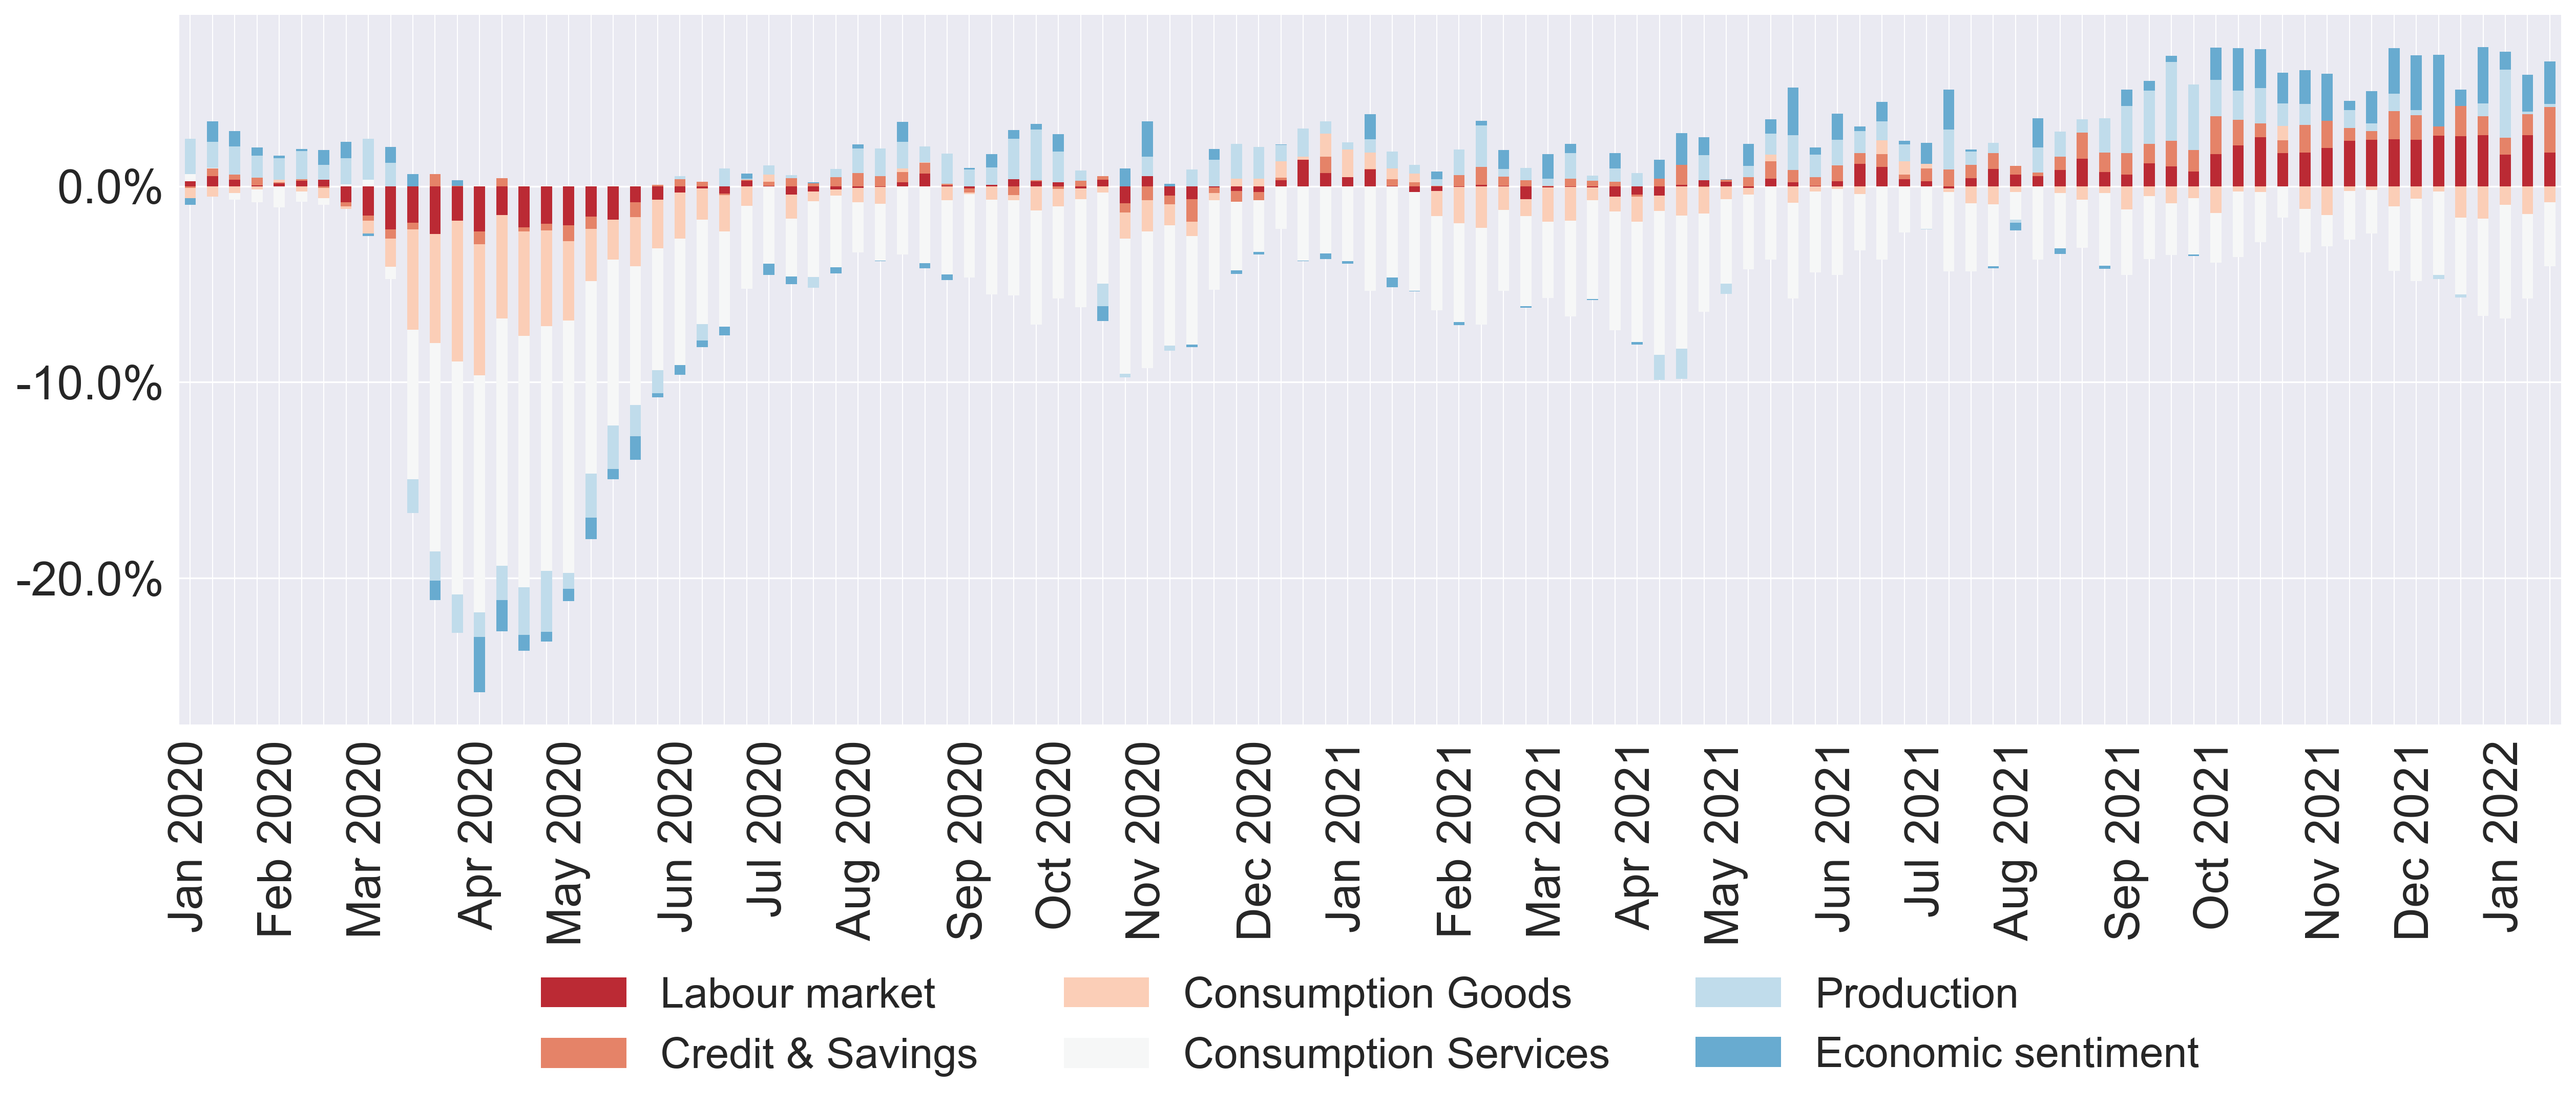 0.0%
-10.0%
-20.0%
Jan 2020
Feb 2020
Mar 2020
Apr 2020
May 2020
Jun 2020
Jul 2020
Aug 2020
Sep 2020
Oct 2020
Nov 2020
Dec 2020
Jan 2021
Feb 2021
Mar 2021
Apr 2021
May 2021
Jun 2021
Jul 2021
Aug 2021
Sep 2021
Oct 2021
Nov 2021
Dec 2021
Jan 2022
Labour market
Credit & Savings
Consumption Goods
Consumption Services
Production
Economic sentiment